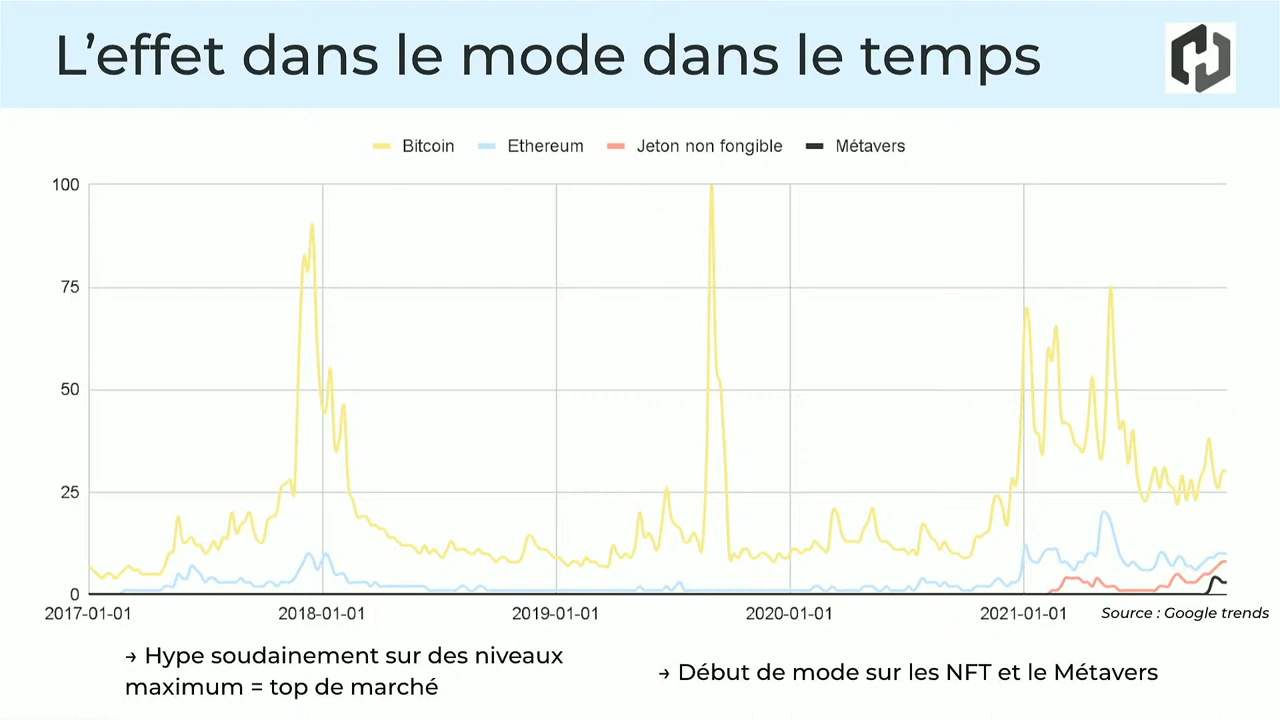 L'effet dans le mode dans le temps
Bitcoin Ethereum Jeton non fongible Métavers
100
75
50
25
0
2017-01-01 2018-01-01 2019-01-01 2020-01-01 2021-01-01 Source : Google trends
→ Hype soudainement sur des niveaux
maximum = top de marché
→ Début de mode sur les NFT et le Métavers